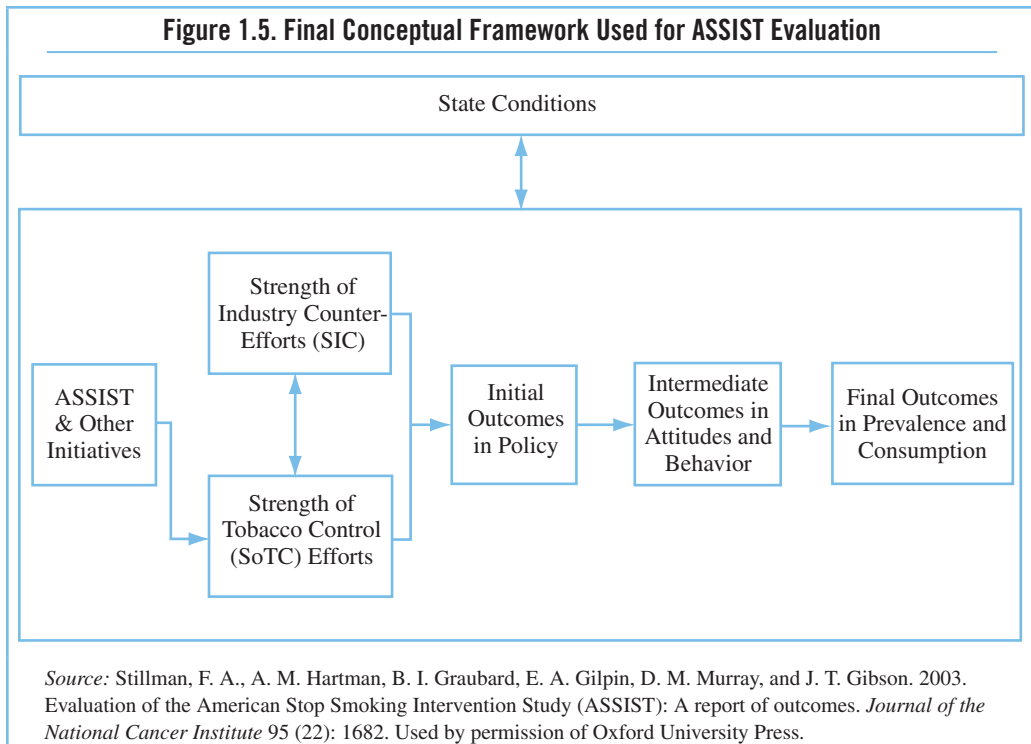 Figure 1.5. Final Conceptual Framework Used for ASSIST Evaluation
State Conditions
Strength of
Industry Counter-
Efforts (SIC)
ASSIST
& Other
Initiatives
Strength of
Tobacco Control
(SoTC) Efforts
Initial
Outcomes
in Policy
Intermediate
Outcomes in
Attitudes and
Behavior
Final Outcomes
in Prevalence and
Consumption
Source: Stillman, F. A., A. M. Hartman, B. I. Graubard, E. A. Gilpin, D. M. Murray, and J. T. Gibson. 2003.
Evaluation of the American Stop Smoking Intervention Study (ASSIST): A report of outcomes. Journal of the
National Cancer Institute 95 (22): 1682. Used by permission of Oxford University Press.